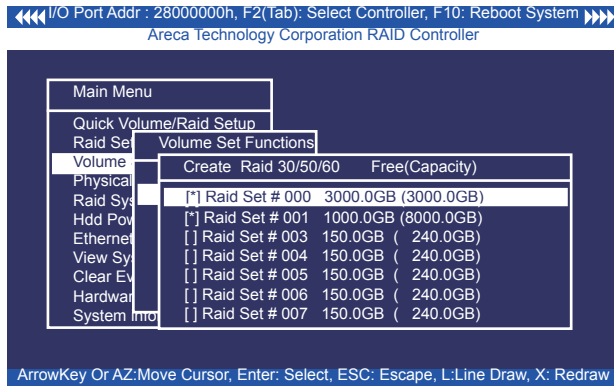 I/O Port Addr : 28000000h, F2(Tab): Select Controller, F10: Reboot System
Areca Technology Corporation RAID Controller
Main Menu
Quick Volume/Raid Setup
Raid Set
Volume Set Functions
Volume
Create Raid 30/50/60 Free(Capacity)
Physical
[*] Raid Set # 000 3000.0GB (3000.0GB)
Raid Sys
[*] Raid Set # 001 1000.0GB (8000.0GB)
Hdd Pow
[ ] Raid Set # 003 150.0GB ( 240.0GB)
Ethernet
[ ] Raid Set # 004 150.0GB ( 240.0GB)
View Sy
[ ] Raid Set # 005 150.0GB ( 240.0GB)
Clear Ev
[ ] Raid Set # 006 150.0GB ( 240.0GB)
Hardwar
[ ] Raid Set # 007 150.0GB ( 240.0GB)
System Info
ArrowKey Or AZ:Move Cursor, Enter: Select, ESC: Escape, L:Line Draw, X: Redraw